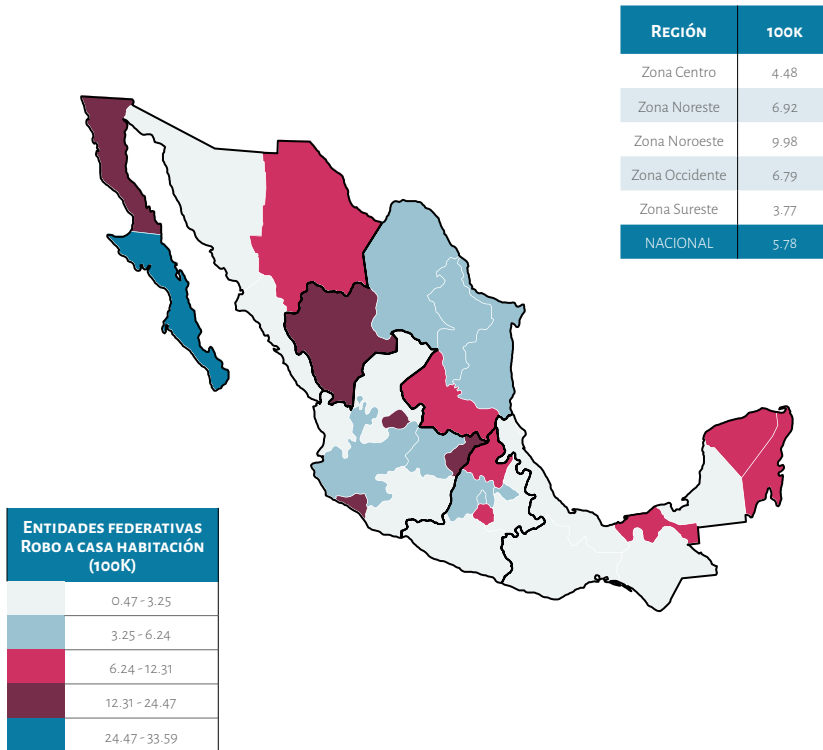 Región 100k
Zona Centro 4.48
Zona Noreste 6.92
Zona Noroeste 9.98
Zona Occidente 6.79
Zona Sureste 3.77
NACIONAL 5.78
Entidades federativas
Robo a casa habitación
(100K)
0.47 - 3.25
3.25 - 6.24
6.24 - 12.31
12.31 - 24.47
24.47 - 33.59